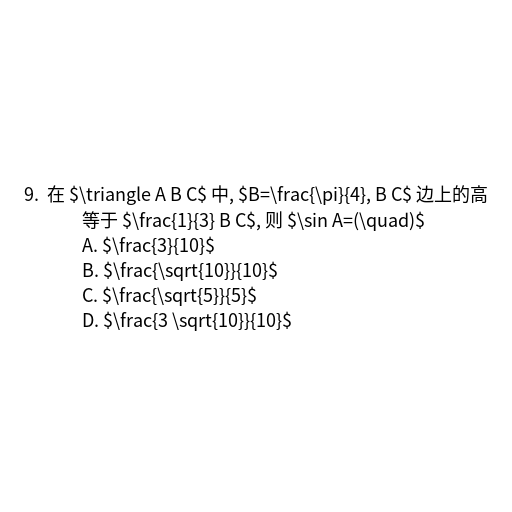 9. 在 $\triangle A B C$ 中, $B=\frac{\pi}{4}, B C$ 边上的高
等于 $\frac{1}{3} B C$, 则 $\sin A=(\quad)$
A. $\frac{3}{10}$
B. $\frac{\sqrt{10}}{10}$
C. $\frac{\sqrt{5}}{5}$
D. $\frac{3 \sqrt{10}}{10}$